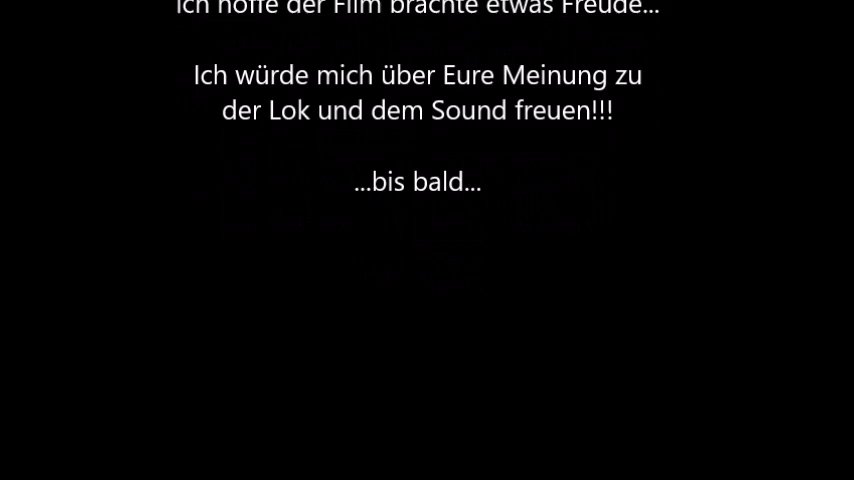 Ich hoffe der Film brachte etwas Freude...
Ich würde mich über Eure Meinung zu
der Lok und dem Sound freuen!!!
...bis bald...